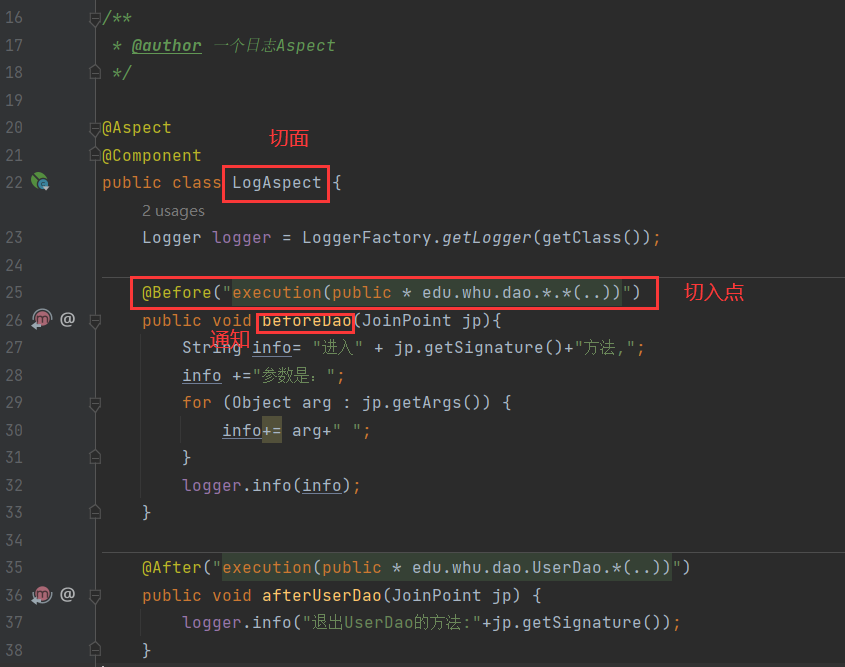 16 /**
17 * @author 一个日志Aspect
18 */
19
20 @Aspect
切面
21 @Component
22 public class LogAspect {
2 usages
23 Logger logger = LoggerFactory.getLogger(getClass());
24
25 @Before("execution(public * edu.whu.dao.*.*(..))") 切入点
26 @ public void beforeDao(JoinPoint jp){
通知
27 String info= "进入" + jp.getSignature()+"方法,";
28 info +="参数是：";
29 for (Object arg : jp.getArgs()) {
30 info+= arg+" ";
31 }
32 logger.info(info);
33 }
34
35 @After("execution(public * edu.whu.dao.UserDao.*(..))")
36 @ public void afterUserDao(JoinPoint jp) {
37 logger.info("退出UserDao的方法:"+jp.getSignature());
38 }